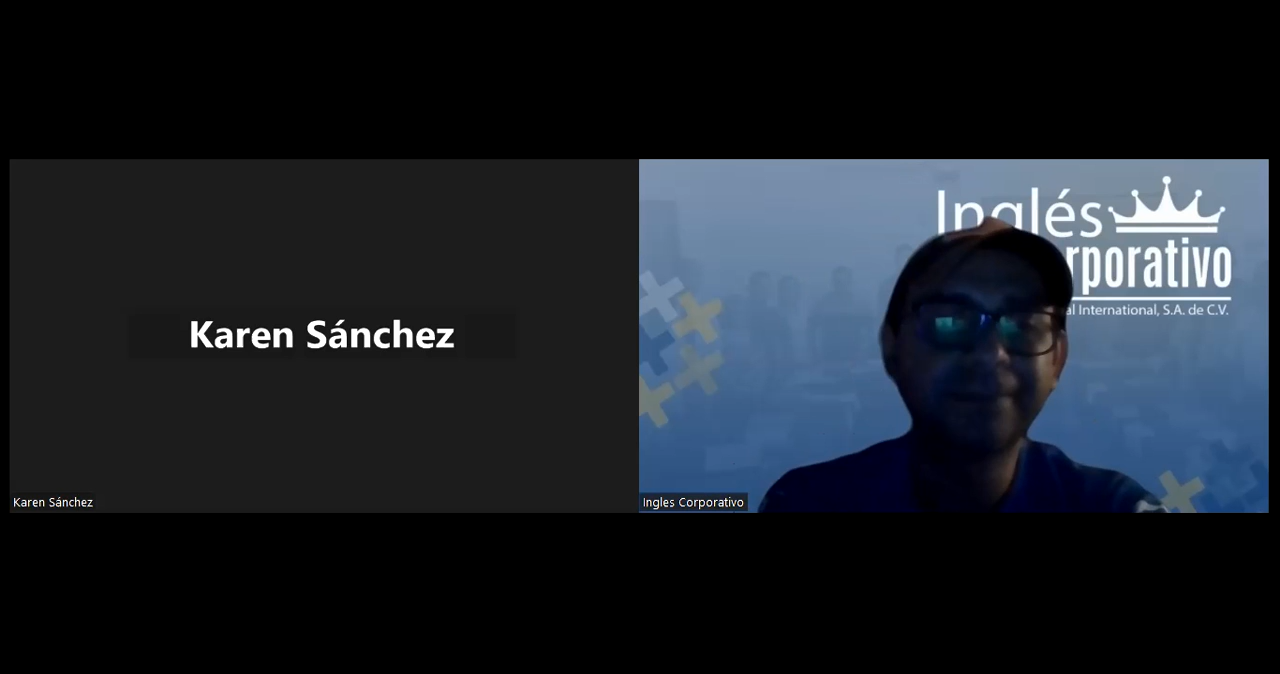 Karen Sánchez
Karen Sánchez
Inglés
rporativo
al International, S.A. de C.V.
Ingles Corporativo